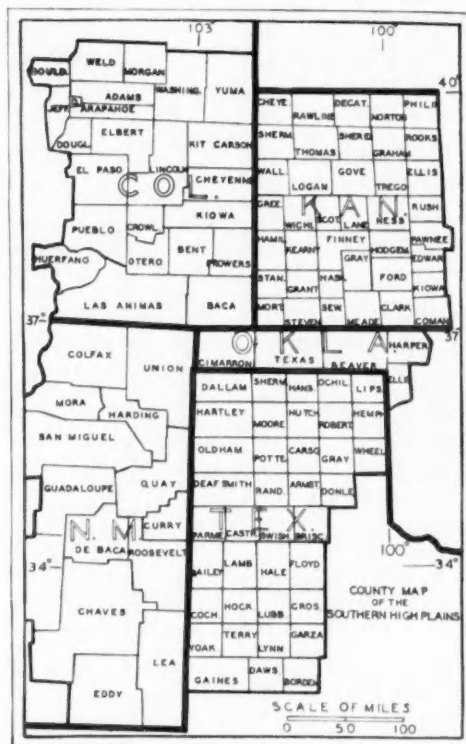 103° 100°
40°
BOULD. WELD MORGAN
WASHING. YUMA
ADAMS
JEFF. D. ARAPAHOE
ELBERT
DOUGL. LINCOLN KIT CARSON
EL PASO CHEYENNE
COL.
KIOWA
PUEBLO CROWL.
BENT PROWERS
HUERFANO OTERO
LAS ANIMAS BACA
37°
CHEYE. RAWLINS DECAT. NORTON PHILIP
SHERM. THOMAS SHERID. GRAHAM ROOKS
WALL. LOGAN GOVE TREGO ELLIS
KAN.
GREE. WICHI. SCOT LANE NESS. RUSH
PAWNEE
HAMIL KEARNY FINNEY HODGEM. EDWAR
GRAY
STAN. GRANT HASK. FORD KIOWA
MORT. STEVEN SEW. MEADE CLARK COMAN.
37°
OKLA.
CIMARRON TEXAS BEAVER HARPER
ELLIS
COLFAX UNION
MORA HARDING
SAN MIGUEL
GUADALUPE QUAY
N. M. CURRY
DE BACA ROOSEVELT
34°
CHAVES
LEA
EDDY
DALLAM SHERM. HANS. OCHIL. LIPS.
HARTLEY MOORE HUTCH. ROBERT. HEMPH.
OLDHAM POTTE. CARSO. GRAY WHEEL.
DEAF SMITH RAND. ARMST. DONLE.
TEX.
PARME. CASTR. SWISH. BRISC.
100°
34°
BAILEY LAMB HALE FLOYD
COCH. HOCK. LUBB. CROS.
YOAK. TERRY LYNN GARZA
GAINES DAWS. BORDEN
COUNTY MAP
OF THE
SOUTHERN HIGH PLAINS
SCALE OF MILES
0 50 100